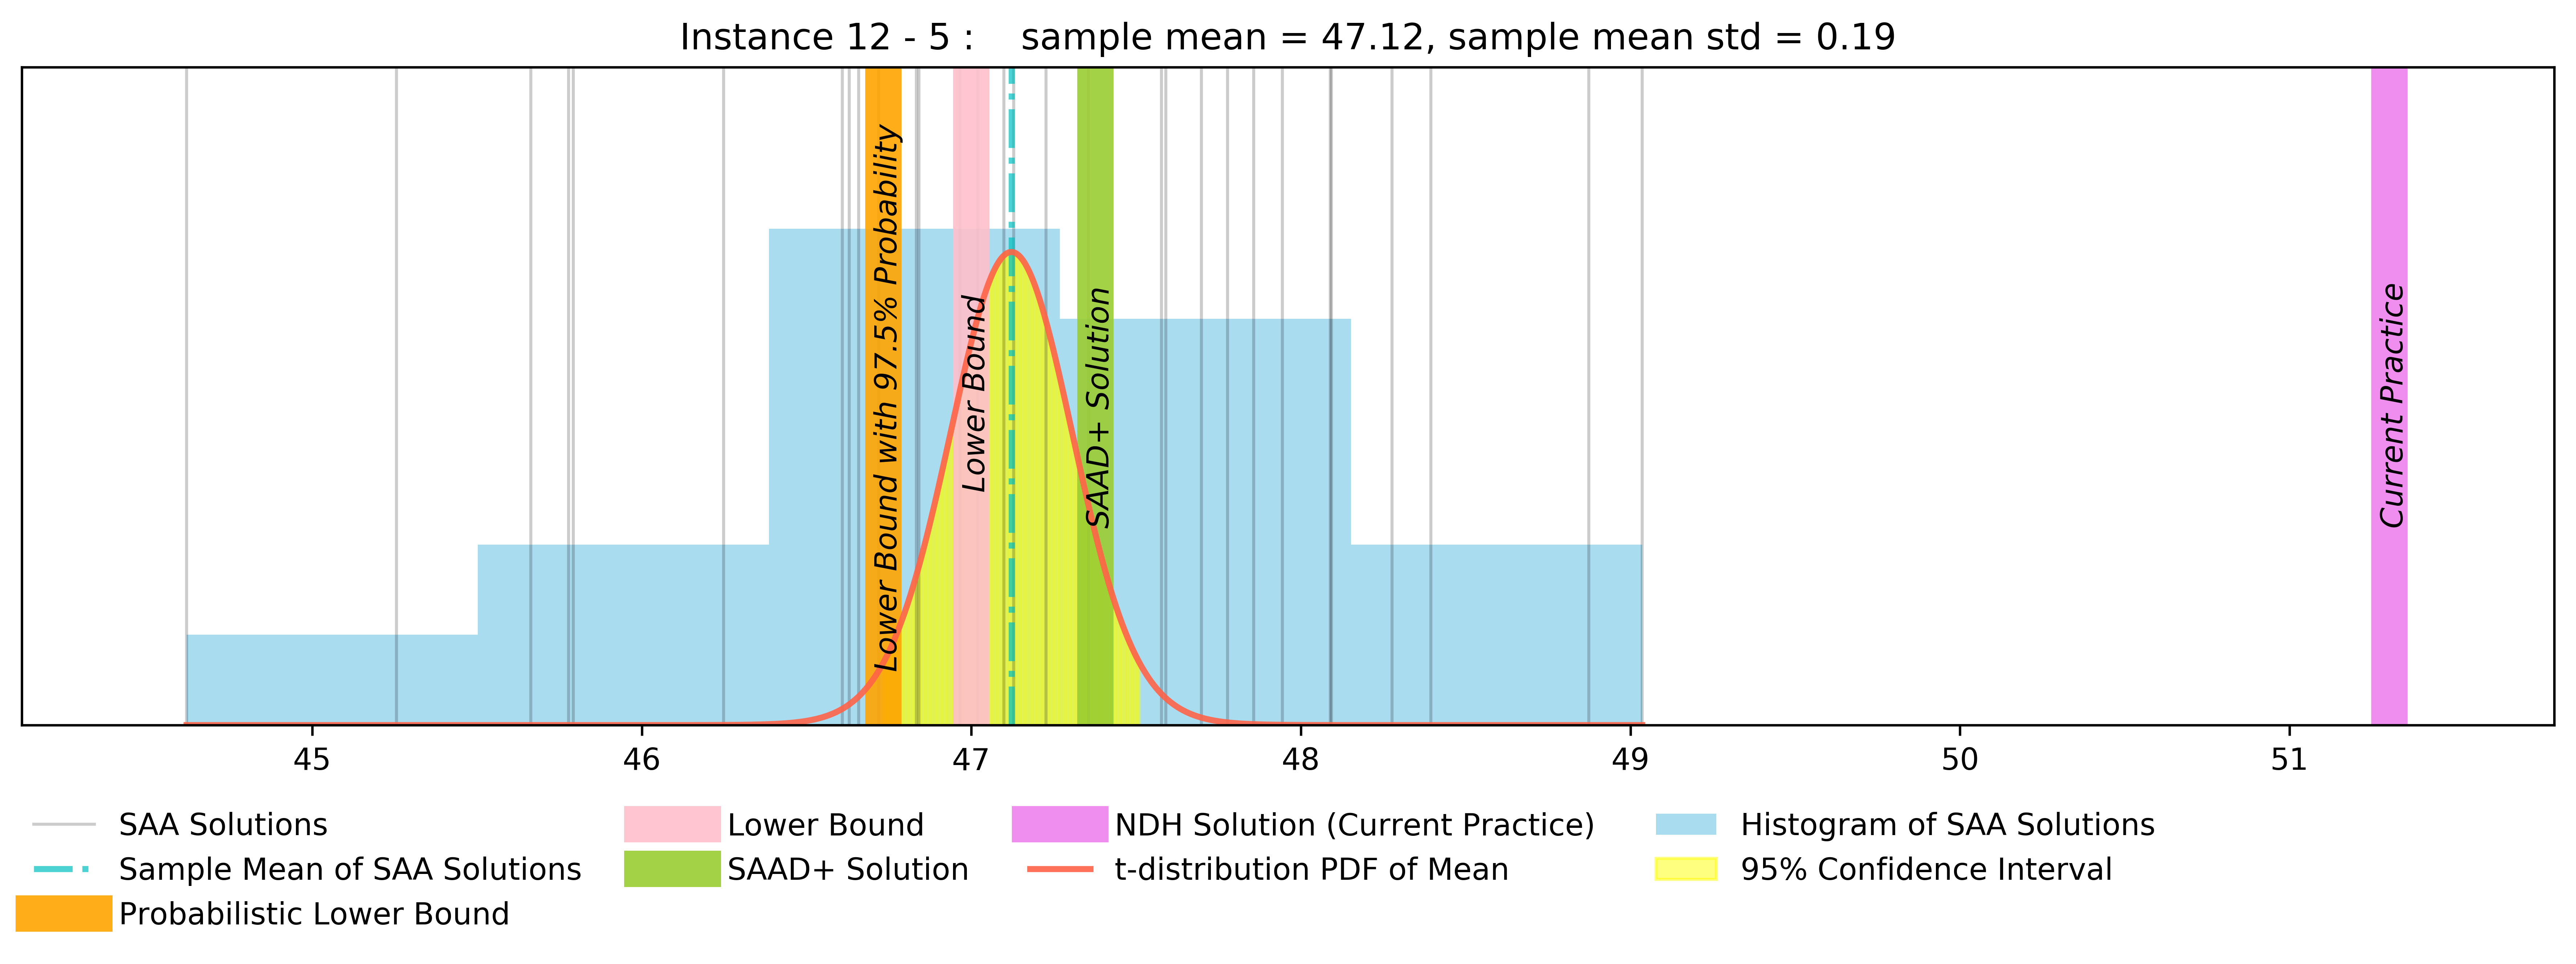 Instance 12 - 5 :    sample mean = 47.12, sample mean std = 0.19
Lower Bound with 97.5% Probability
Lower Bound
SAAD+ Solution
Current Practice
45 46 47 48 49 50 51
SAA Solutions
Sample Mean of SAA Solutions
Probabilistic Lower Bound
Lower Bound
SAAD+ Solution
NDH Solution (Current Practice)
t-distribution PDF of Mean
Histogram of SAA Solutions
95% Confidence Interval